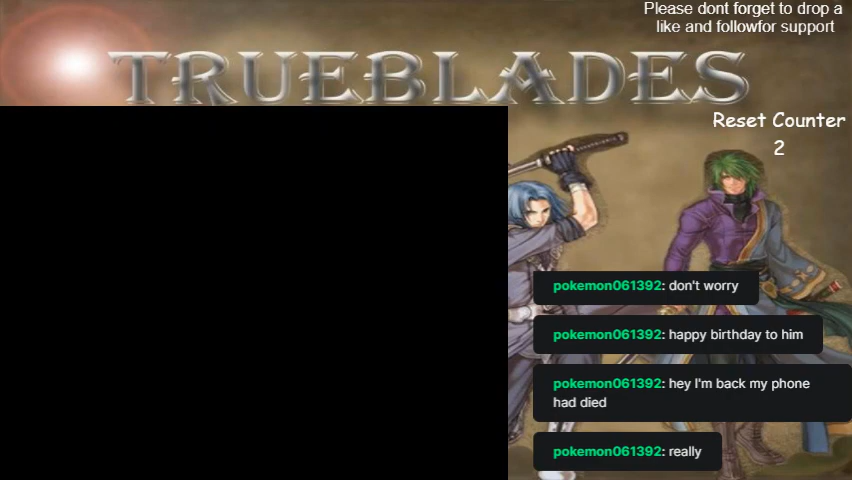 Please dont forget to drop a
like and followfor support
TRUEBLADES
Reset Counter
2
pokemon061392: don't worry
pokemon061392: happy birthday to him
pokemon061392: hey I'm back my phone
had died
pokemon061392: really